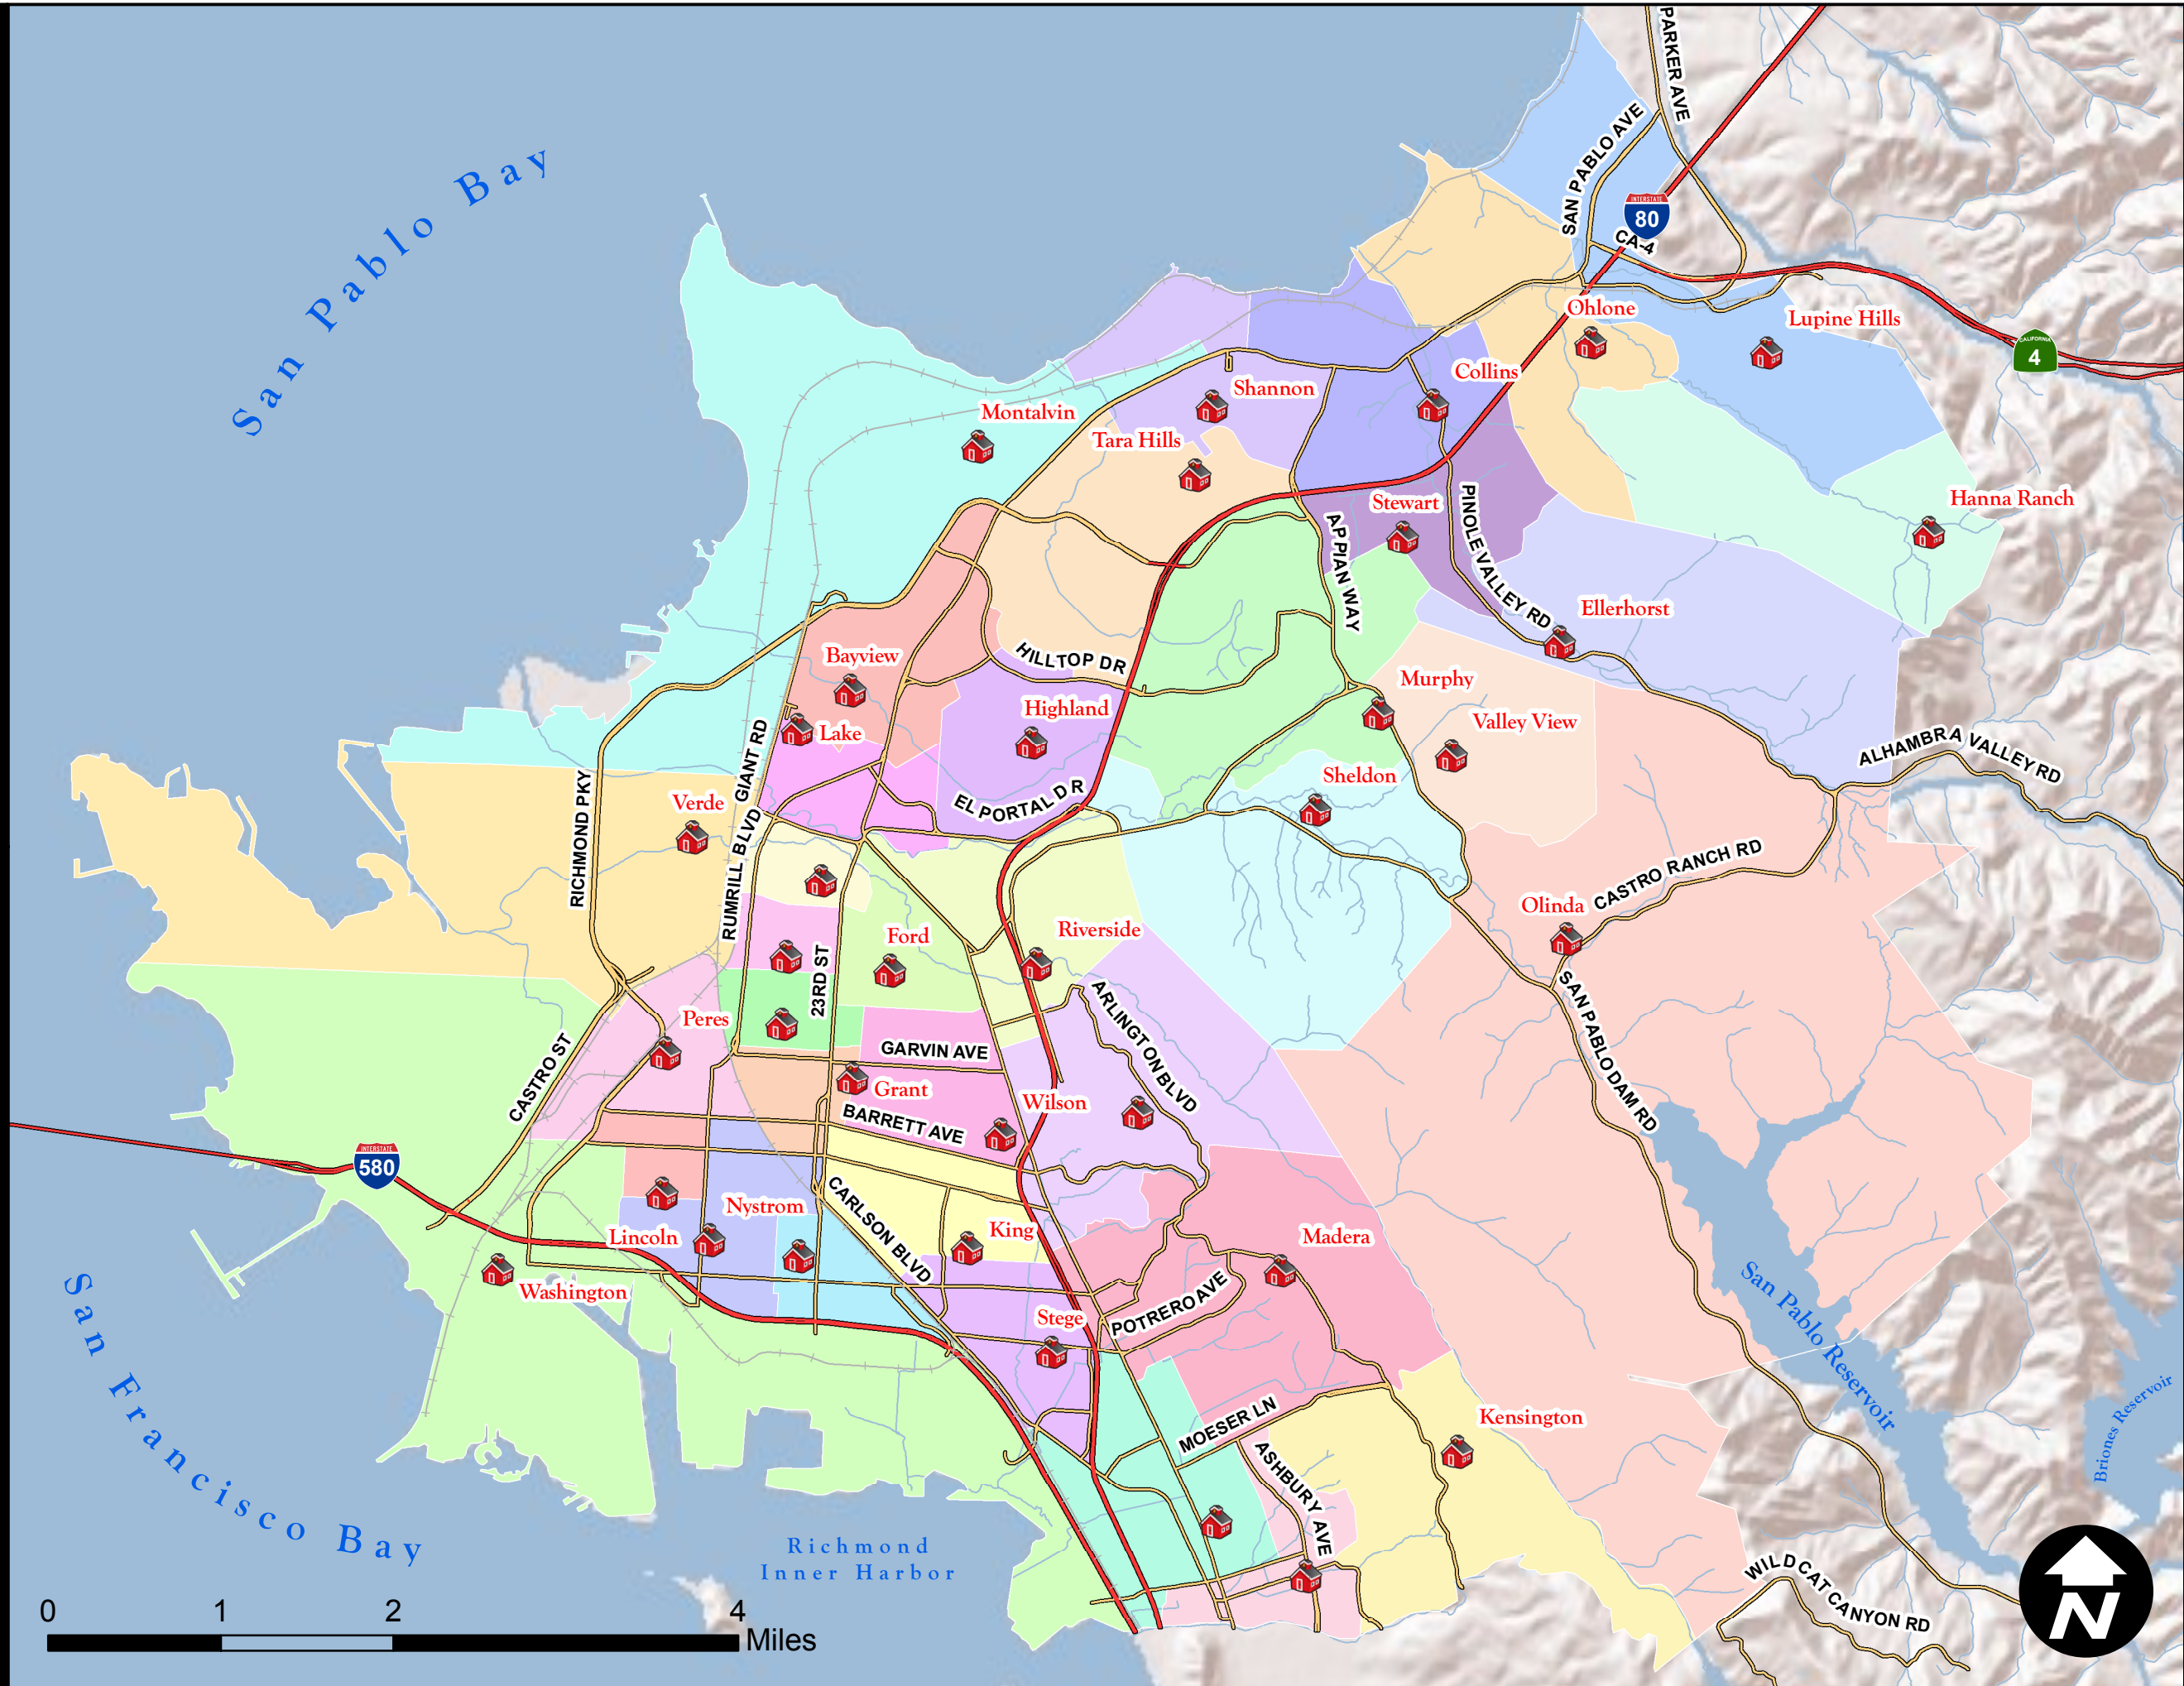 PARKER AVE
San Pablo Bay
SAN PABLO AVE
INTERSTATE
80
CA-4
Ohlone
Lupine Hills
CALIFORNIA
4
Collins
Shannon
Montalvin
Tara Hills
Stewart
Hanna Ranch
PINOLE VALLEY RD
APPIAN WAY
Ellerhorst
Bayview
HILLTOP DR
Murphy
Highland
Valley View
Lake
GIANT RD
ALHAMBRA VALLEY RD
Sheldon
Verde
EL PORTAL DR
RICHMOND PKY
RUMRILL BLVD
CASTRO RANCH RD
Olinda
Ford
Riverside
23RD ST
ARLINGTON BLVD
SAN PABLO DAM RD
Peres
GARVIN AVE
CASTRO ST
Grant
Wilson
BARRETT AVE
INTERSTATE
580
CARLSON BLVD
Nystrom
King
Lincoln
Madera
Washington
POTRERO AVE
Stege
San Pablo Reservoir
San Francisco Bay
MOESER LN
Kensington
Briones Reservoir
ASHBURY AVE
Richmond
Inner Harbor
WILDCAT CANYON RD
0 1 2 4
Miles
N